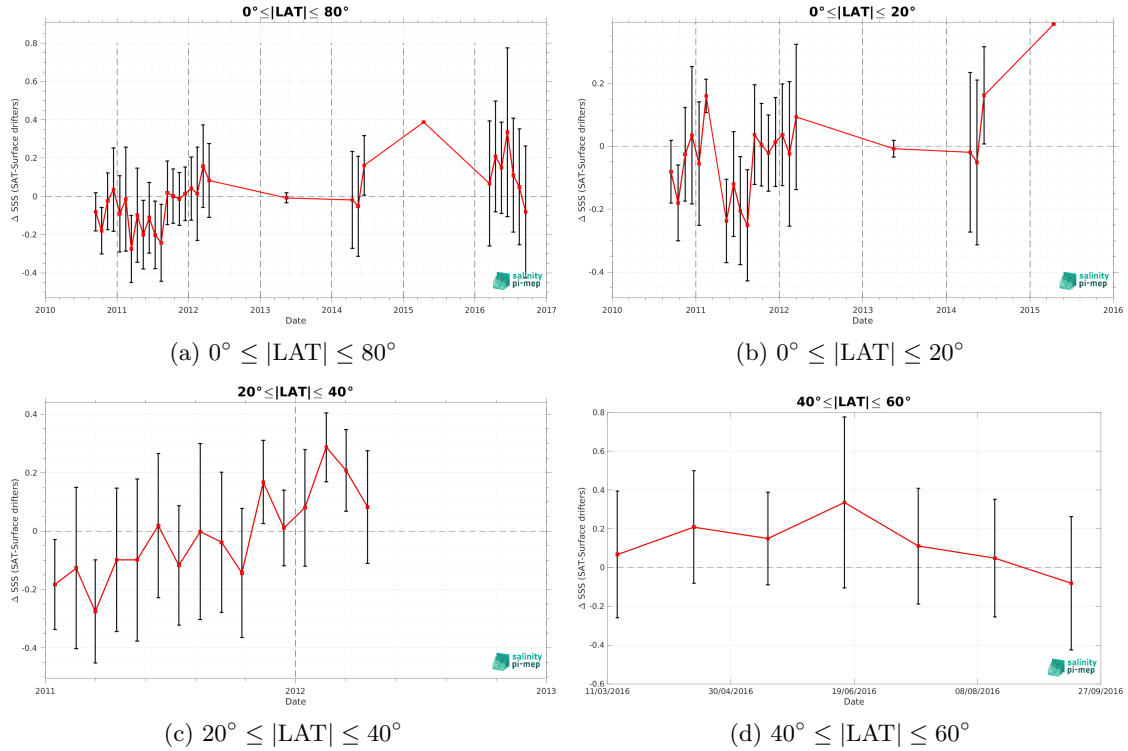 0°≤|LAT|≤ 80°
Δ SSS (SAT-Surface drifters)
0.8
0.6
0.4
0.2
0
-0.2
-0.4
2010
2011
2012
2013
2014
2015
2016
2017
Date
salinity
pi-mep
(a) 0° ≤ |LAT| ≤ 80°
0°≤|LAT|≤ 20°
Δ SSS (SAT-Surface drifters)
0.2
0
-0.2
-0.4
2010
2011
2012
2013
2014
2015
2016
Date
salinity
pi-mep
(b) 0° ≤ |LAT| ≤ 20°
20°≤|LAT|≤ 40°
Δ SSS (SAT-Surface drifters)
0.4
0.2
0
-0.2
-0.4
2011
2012
2013
Date
salinity
pi-mep
(c) 20° ≤ |LAT| ≤ 40°
40°≤|LAT|≤ 60°
Δ SSS (SAT-Surface drifters)
0.8
0.6
0.4
0.2
0
-0.2
-0.4
-0.6
11/03/2016
30/04/2016
19/06/2016
08/08/2016
27/09/2016
Date
salinity
pi-mep
(d) 40° ≤ |LAT| ≤ 60°